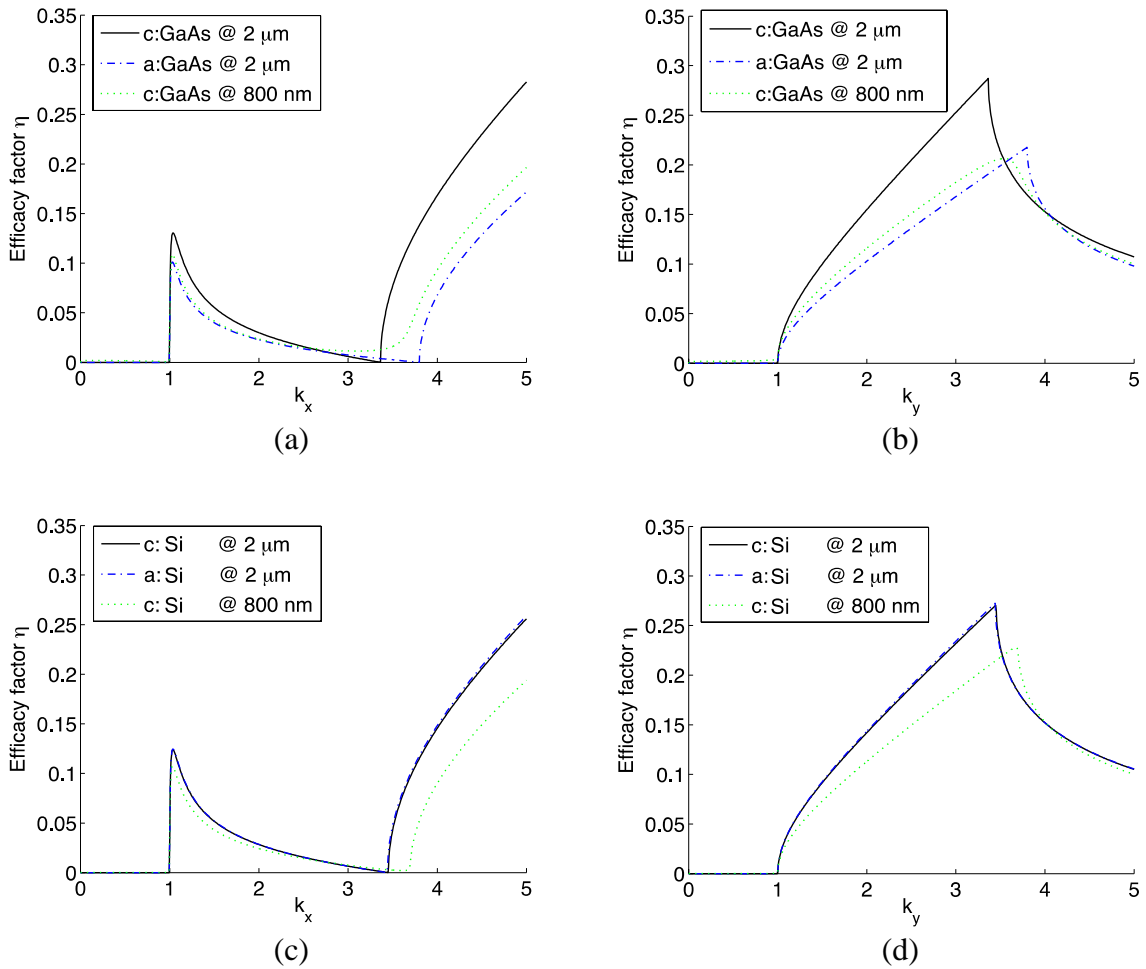 0.35
0.3
0.25
0.2
0.15
0.1
0.05
0
0 1 2 3 4 5
Efficacy factor η
k_x
c:GaAs @ 2 μm
a:GaAs @ 2 μm
c:GaAs @ 800 nm
(a)
0.35
0.3
0.25
0.2
0.15
0.1
0.05
0
0 1 2 3 4 5
Efficacy factor η
k_y
c:GaAs @ 2 μm
a:GaAs @ 2 μm
c:GaAs @ 800 nm
(b)
0.35
0.3
0.25
0.2
0.15
0.1
0.05
0
0 1 2 3 4 5
Efficacy factor η
k_x
c: Si @ 2 μm
a: Si @ 2 μm
c: Si @ 800 nm
(c)
0.35
0.3
0.25
0.2
0.15
0.1
0.05
0
0 1 2 3 4 5
Efficacy factor η
k_y
c: Si @ 2 μm
a: Si @ 2 μm
c: Si @ 800 nm
(d)